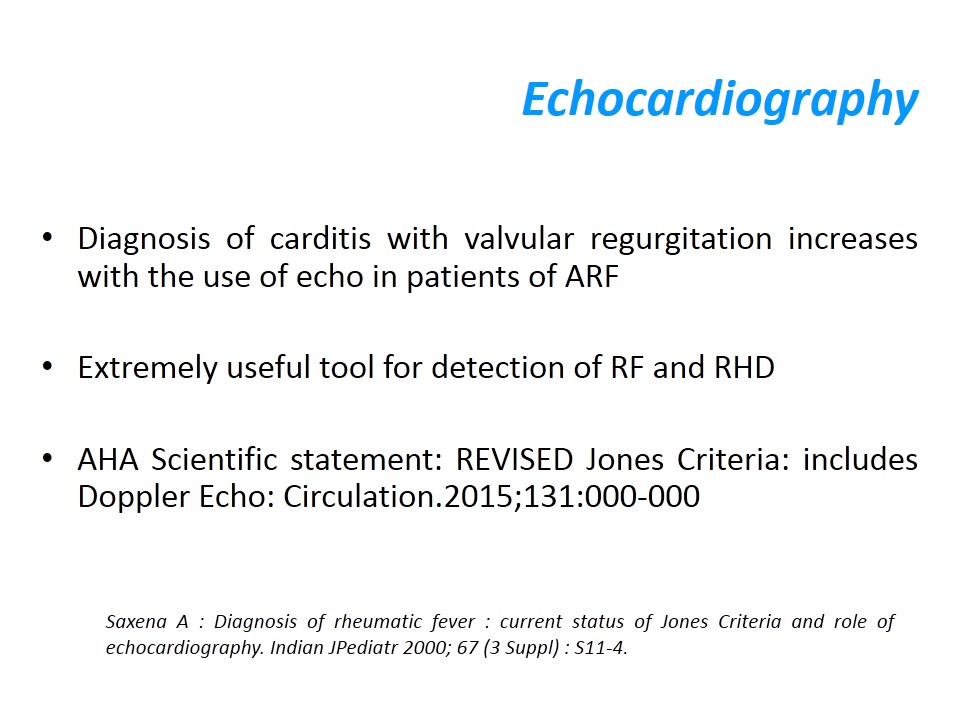 Echocardiography
• Diagnosis of carditis with valvular regurgitation increases
with the use of echo in patients of ARF
• Extremely useful tool for detection of RF and RHD
• AHA Scientific statement: REVISED Jones Criteria: includes
Doppler Echo: Circulation.2015;131:000-000
Saxena A : Diagnosis of rheumatic fever : current status of Jones Criteria and role of
echocardiography. Indian JPediatr 2000; 67 (3 Suppl) : S11-4.